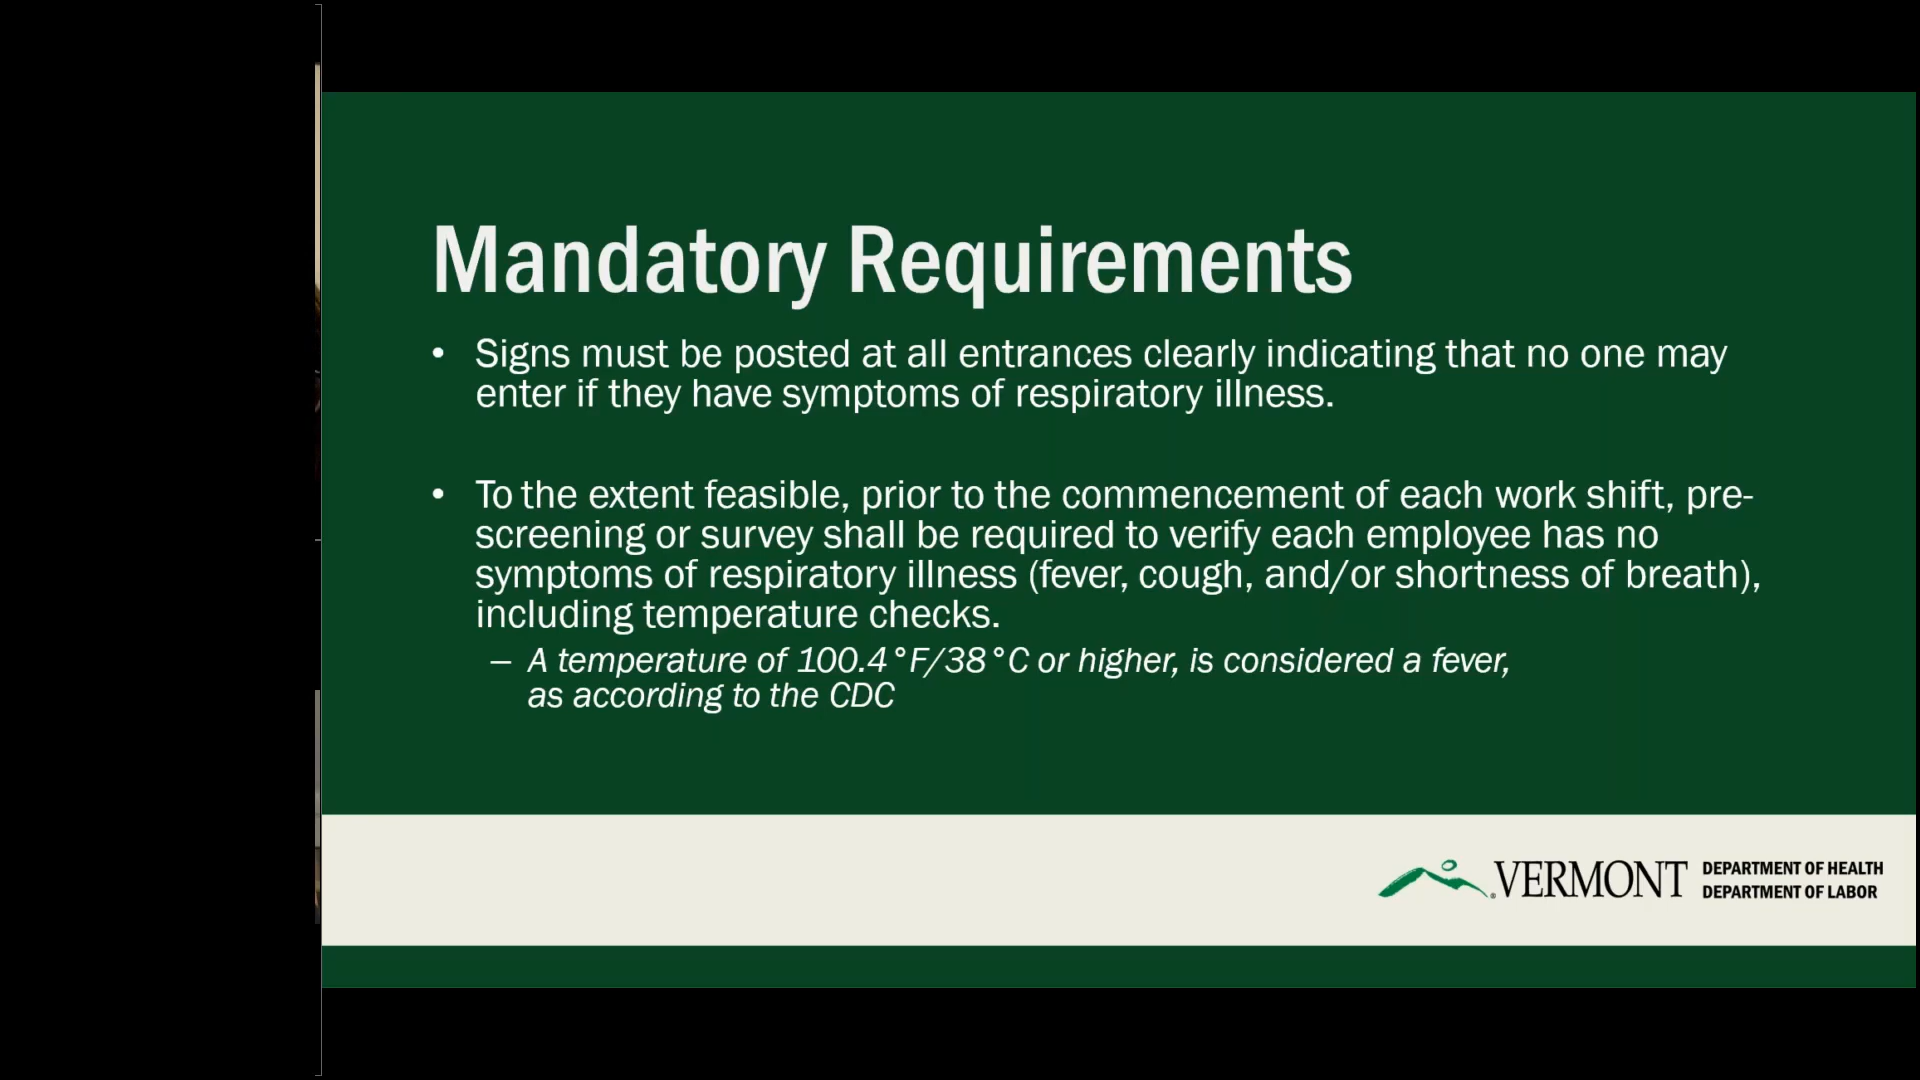 Mandatory Requirements
• Signs must be posted at all entrances clearly indicating that no one may
enter if they have symptoms of respiratory illness.
• To the extent feasible, prior to the commencement of each work shift, pre-
screening or survey shall be required to verify each employee has no
symptoms of respiratory illness (fever, cough, and/or shortness of breath),
including temperature checks.
– A temperature of 100.4°F/38°C or higher, is considered a fever,
as according to the CDC
VERMONT
DEPARTMENT OF HEALTH
DEPARTMENT OF LABOR